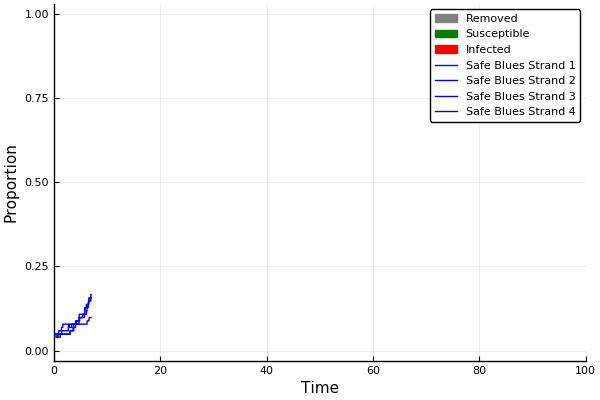 1.00
0.75
0.50
0.25
0.00
Proportion
Removed
Susceptible
Infected
Safe Blues Strand 1
Safe Blues Strand 2
Safe Blues Strand 3
Safe Blues Strand 4
0 20 40 60 80 100
Time